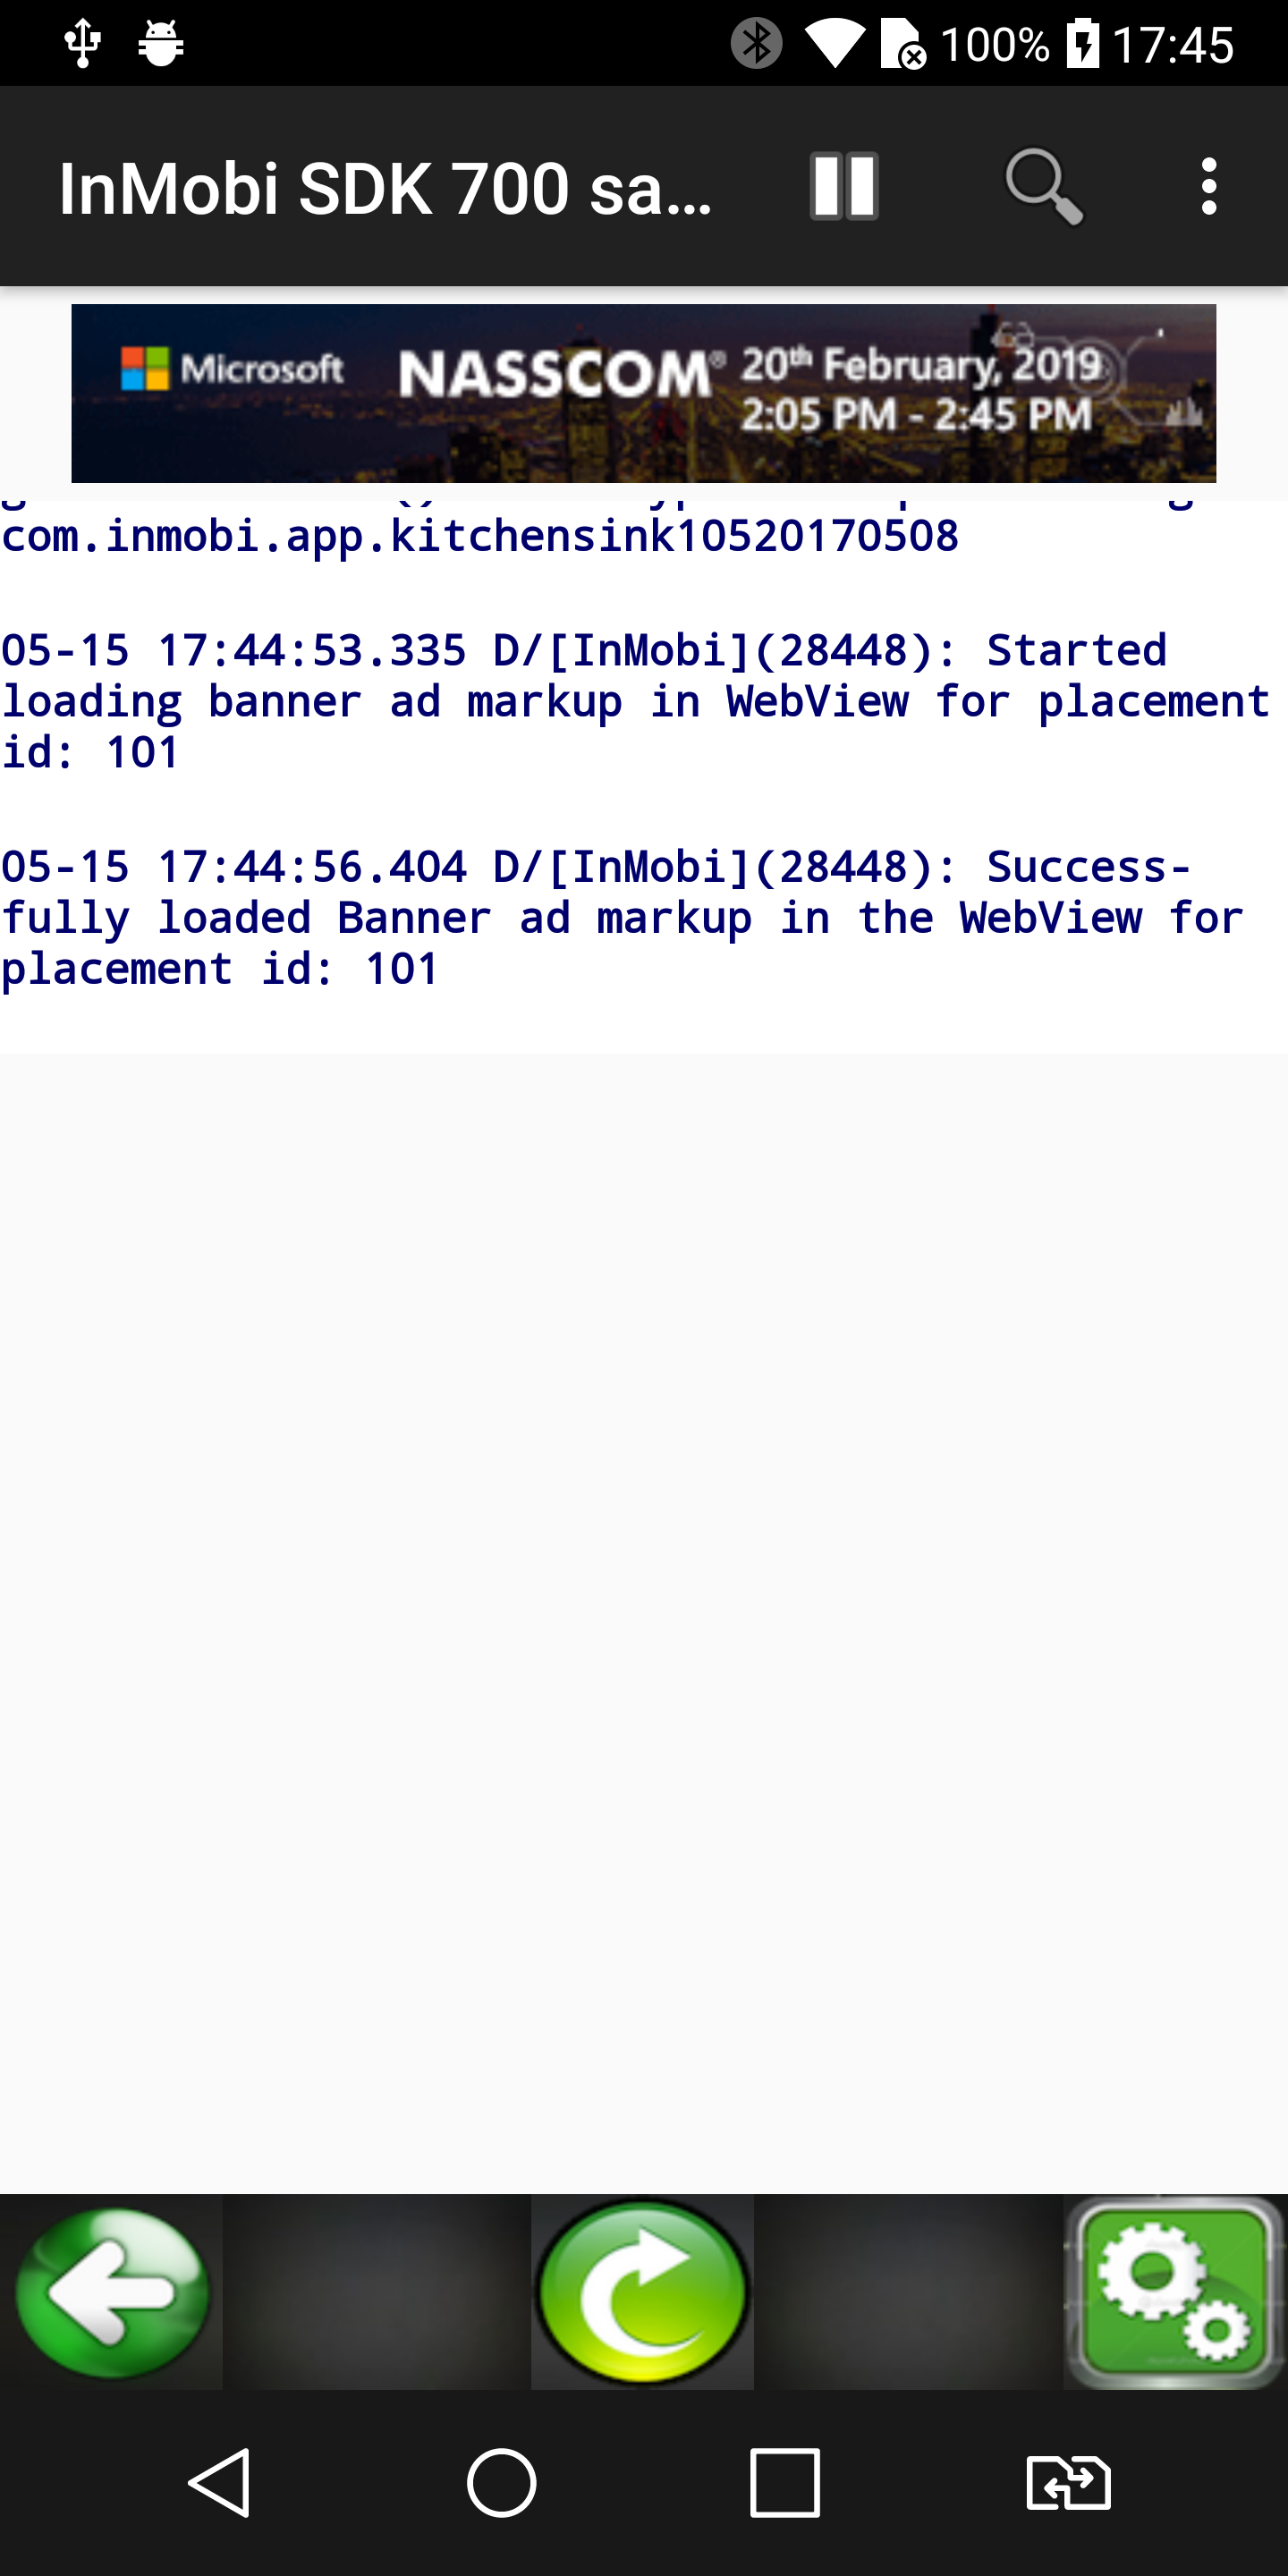 100% 17:45
InMobi SDK 700 sa...
Microsoft NASSCOM® 20th February, 2019
2:05 PM - 2:45 PM
com.inmobi.app.kitchensink10520170508
05-15 17:44:53.335 D/[InMobi](28448): Started
loading banner ad markup in WebView for placement
id: 101
05-15 17:44:56.404 D/[InMobi](28448): Success-
fully loaded Banner ad markup in the WebView for
placement id: 101